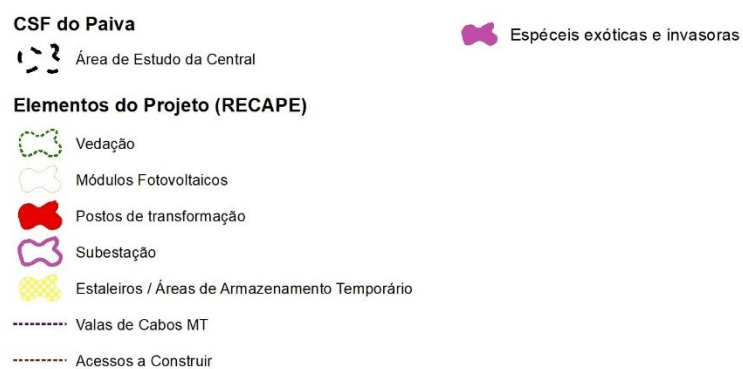 CSF do Paiva
Área de Estudo da Central
Espéceis exóticas e invasoras
Elementos do Projeto (RECAPE)
Vedação
Módulos Fotovoltaicos
Postos de transformação
Subestação
Estaleiros / Áreas de Armazenamento Temporário
Valas de Cabos MT
Acessos a Construir